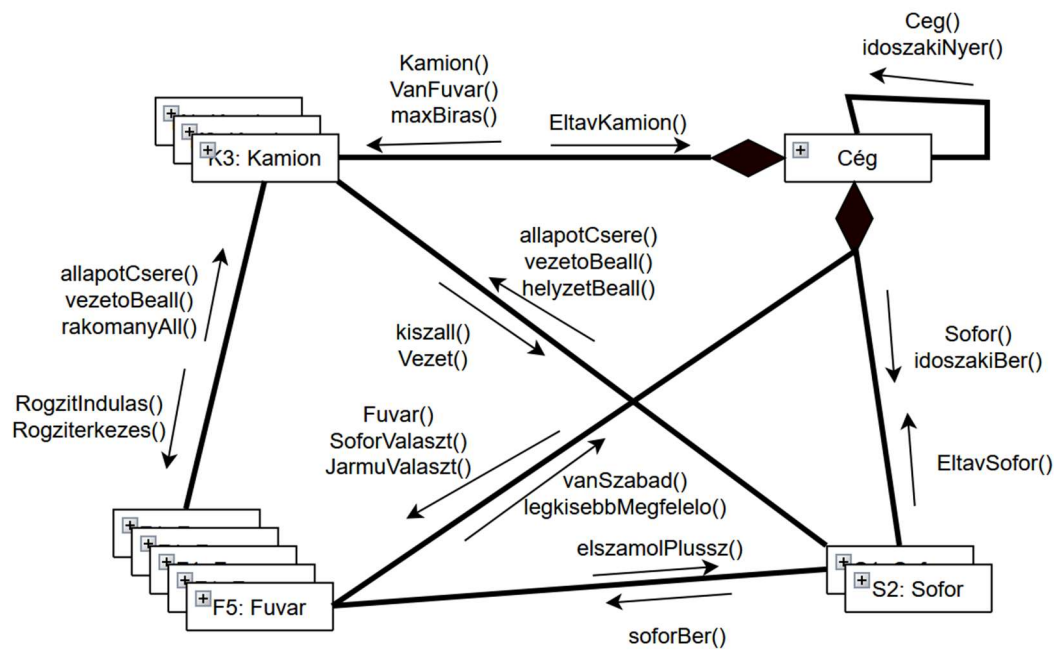 Ceg()
idoszakiNyer()
Kamion()
VanFuvar()
maxBiras()
EltavKamion()
K3: Kamion
Cég
allapotCsere()
vezetoBeall()
helyzetBeall()
allapotCsere()
vezetoBeall()
rakomanyAll()
kiszall()
Vezet()
Sofor()
idoszakiBer()
RogzitIndulas()
Rogziterkezes()
Fuvar()
SoforValaszt()
JarmuValaszt()
vanSzabad()
legkisebbMegfelelo()
EltavSofor()
elszamolPlussz()
F5: Fuvar
S2: Sofor
soforBer()